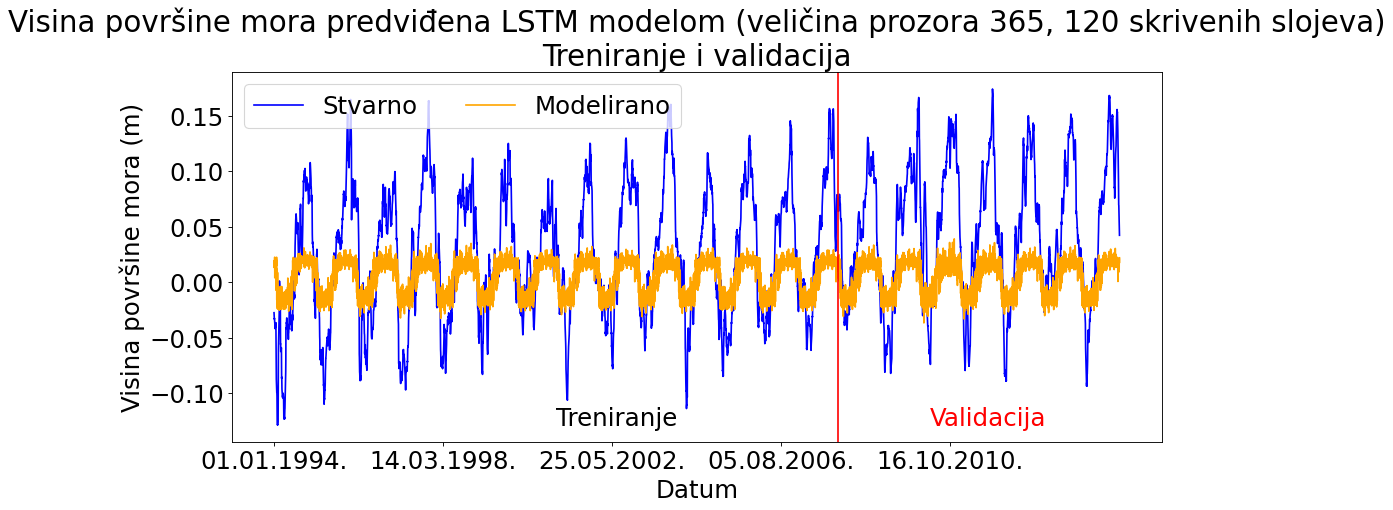 Visina površine mora predviđena LSTM modelom (veličina prozora 365, 120 skrivenih slojeva)
Treniranje i validacija
Stvarno Modelirano
Visina površine mora (m)
0.15
0.10
0.05
0.00
−0.05
−0.10
Treniranje Validacija
01.01.1994. 14.03.1998. 25.05.2002. 05.08.2006. 16.10.2010.
Datum